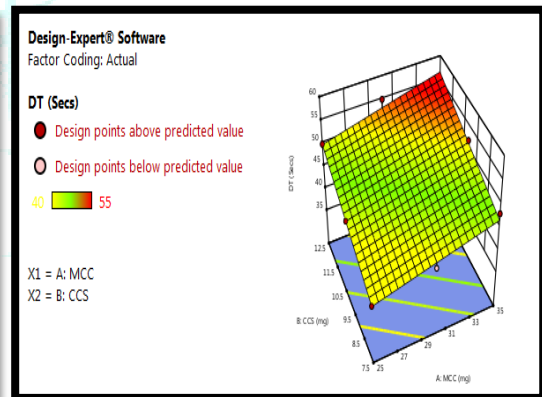 Design-Expert® Software
Factor Coding: Actual
DT (Secs)
Design points above predicted value
Design points below predicted value
40 55
X1 = A: MCC
X2 = B: CCS
DT (Secs)
60
55
50
45
40
35
12.5
11.5
10.5
9.5
8.5
7.5
B: CCS (mg)
25
27
29
31
33
35
A: MCC (mg)